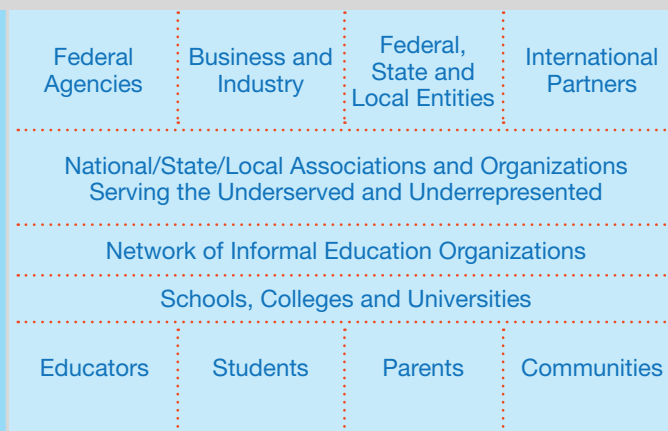 Federal
Agencies
Business and
Industry
Federal,
State and
Local Entities
International
Partners
National/State/Local Associations and Organizations
Serving the Underserved and Underrepresented
Network of Informal Education Organizations
Schools, Colleges and Universities
Educators
Students
Parents
Communities